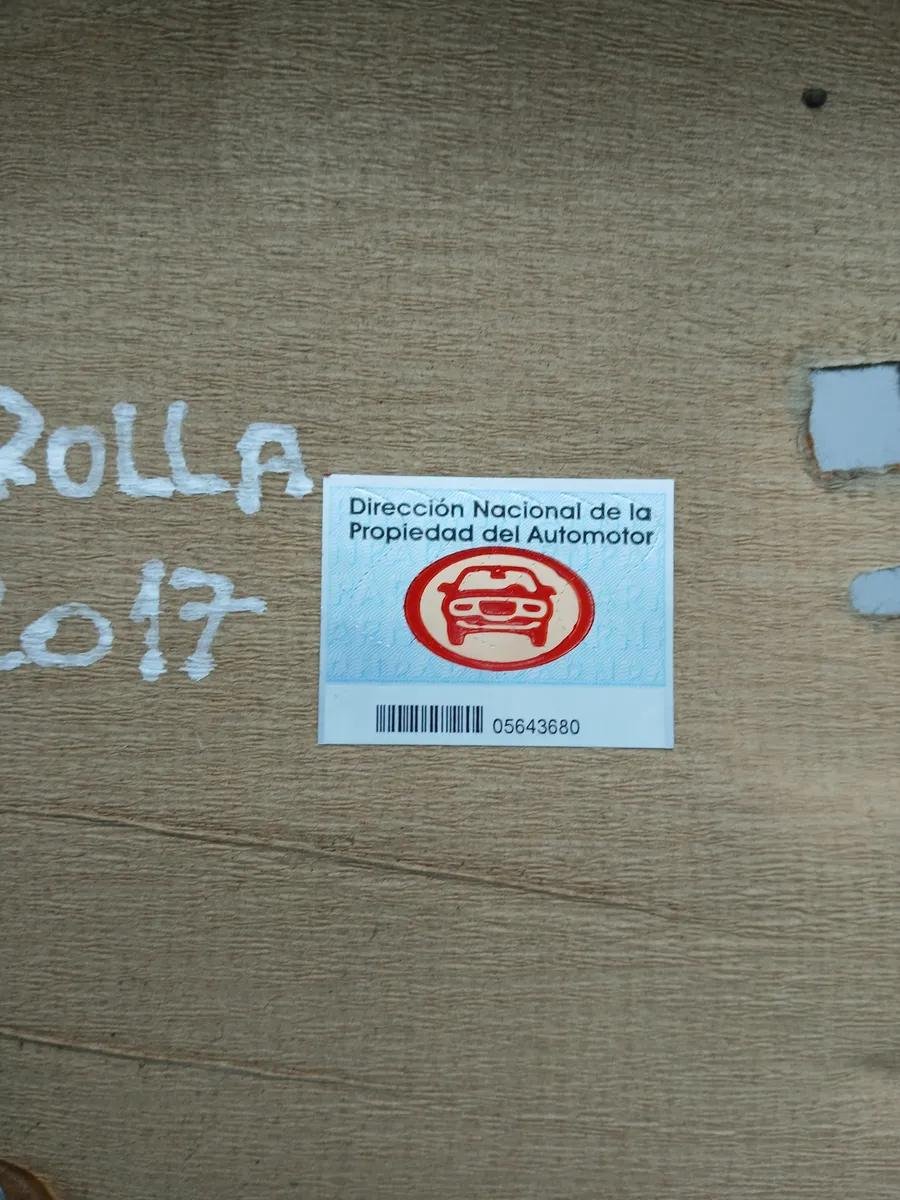 ROLLA
2017
Dirección Nacional de la
Propiedad del Automotor
05643680